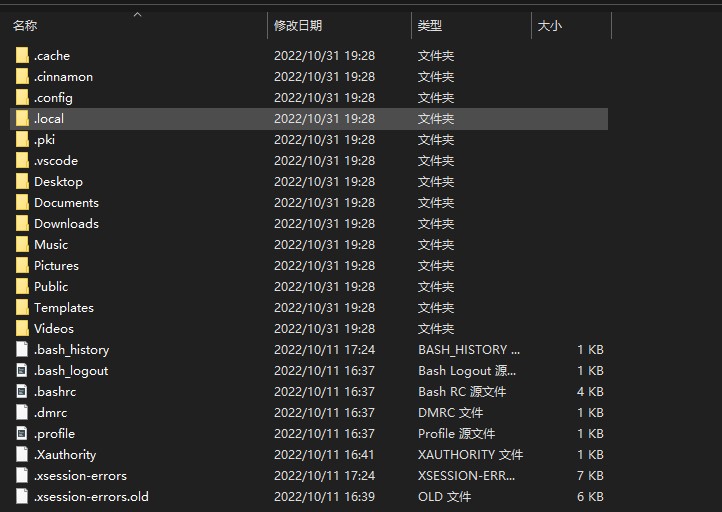 名称 修改日期 类型 大小
.cache 2022/10/31 19:28 文件夹
.cinnamon 2022/10/31 19:28 文件夹
.config 2022/10/31 19:28 文件夹
.local 2022/10/31 19:28 文件夹
.pki 2022/10/31 19:28 文件夹
.vscode 2022/10/31 19:28 文件夹
Desktop 2022/10/31 19:28 文件夹
Documents 2022/10/31 19:28 文件夹
Downloads 2022/10/31 19:28 文件夹
Music 2022/10/31 19:28 文件夹
Pictures 2022/10/31 19:28 文件夹
Public 2022/10/31 19:28 文件夹
Templates 2022/10/31 19:28 文件夹
Videos 2022/10/31 19:28 文件夹
.bash_history 2022/10/11 17:24 BASH_HISTORY ... 1 KB
.bash_logout 2022/10/11 16:37 Bash Logout 源... 1 KB
.bashrc 2022/10/11 16:37 Bash RC 源文件 4 KB
.dmrc 2022/10/11 16:37 DMRC 文件 1 KB
.profile 2022/10/11 16:37 Profile 源文件 1 KB
.Xauthority 2022/10/11 16:41 XAUTHORITY 文件 1 KB
.xsession-errors 2022/10/11 17:24 XSESSION-ERR... 7 KB
.xsession-errors.old 2022/10/11 16:39 OLD 文件 6 KB